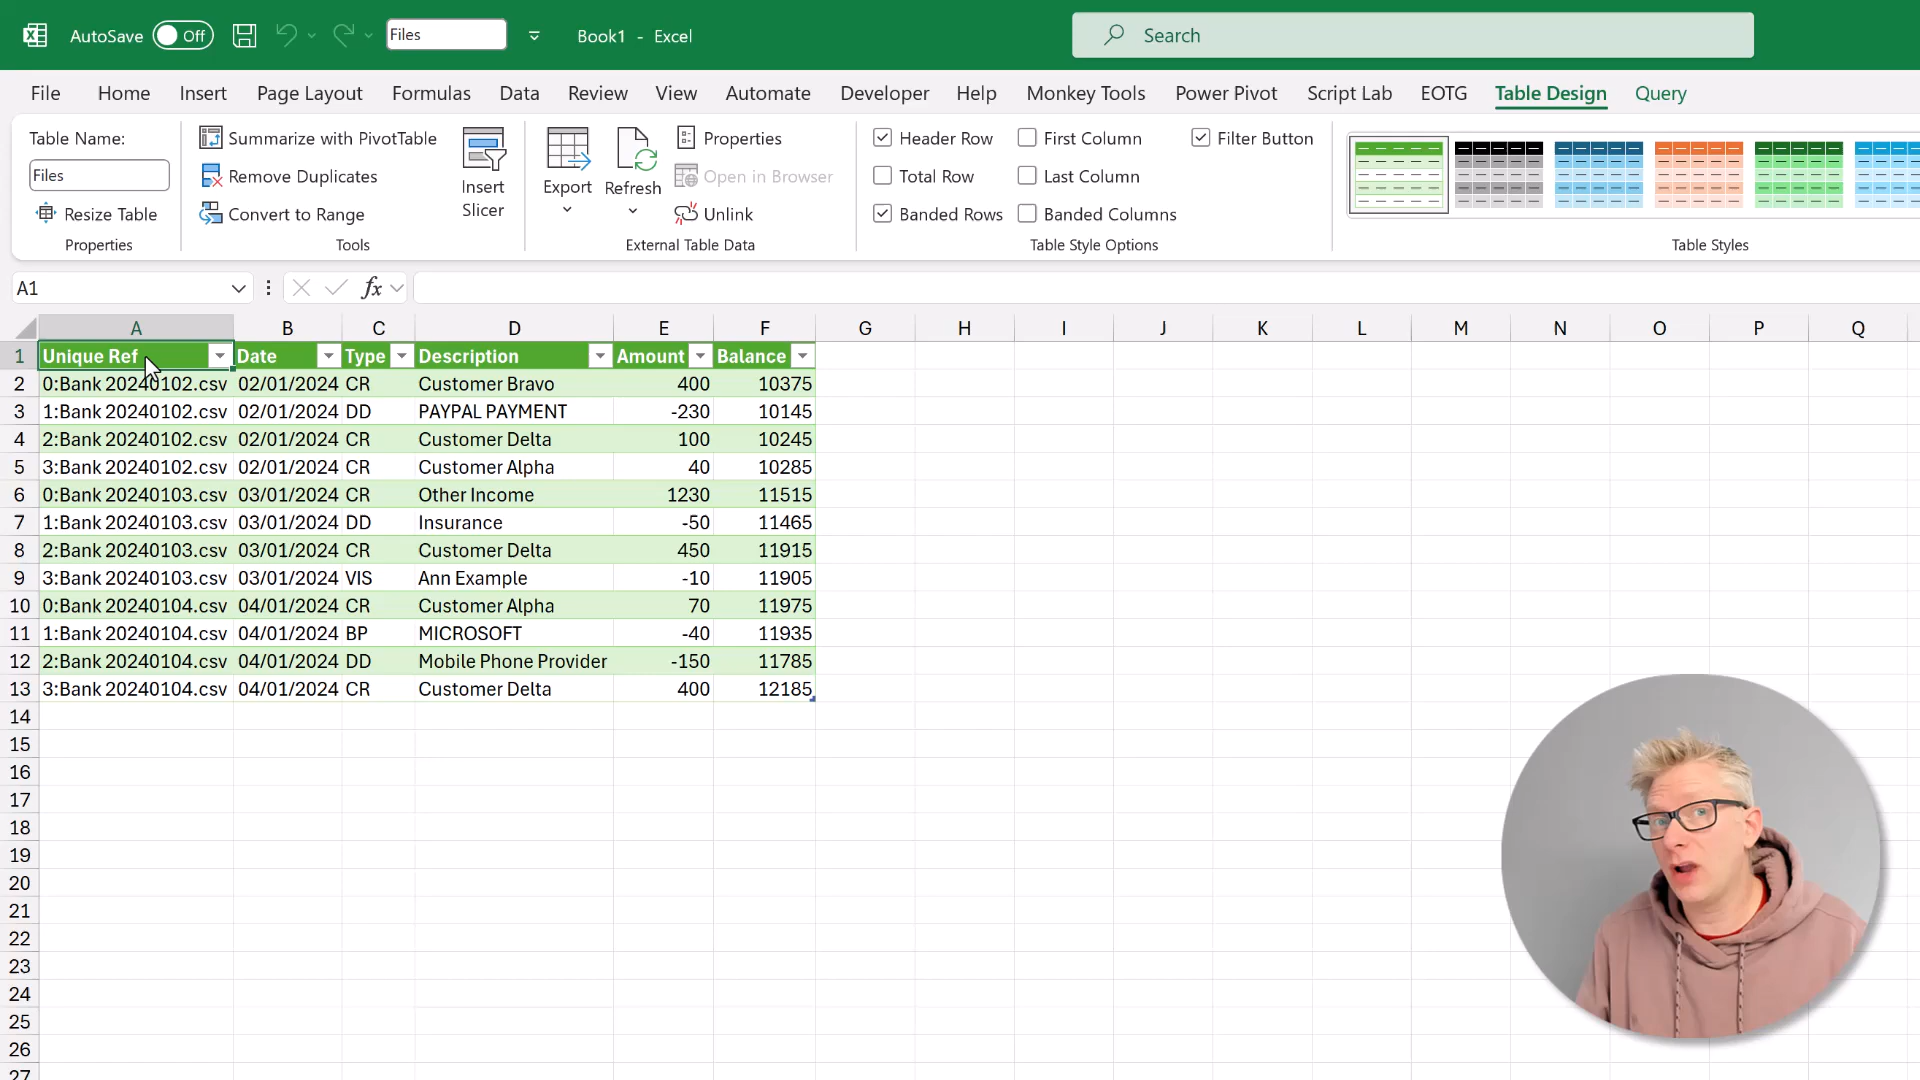 AutoSave Off Files Book1 - Excel Search
File Home Insert Page Layout Formulas Data Review View Automate Developer Help Monkey Tools Power Pivot Script Lab EOTG Table Design Query
Table Name:
Files
Resize Table
Properties
Summarize with PivotTable
Remove Duplicates
Convert to Range
Tools
Insert
Slicer
Export
Refresh
Properties
Open in Browser
Unlink
External Table Data
Header Row
Total Row
Banded Rows
First Column
Last Column
Banded Columns
Filter Button
Table Style Options
Table Styles
A1
fx
A B C D E F G H I J K L M N O P Q
1 Unique Ref Date Type Description Amount Balance
2 0:Bank 20240102.csv 02/01/2024 CR Customer Bravo 400 10375
3 1:Bank 20240102.csv 02/01/2024 DD PAYPAL PAYMENT -230 10145
4 2:Bank 20240102.csv 02/01/2024 CR Customer Delta 100 10245
5 3:Bank 20240102.csv 02/01/2024 CR Customer Alpha 40 10285
6 0:Bank 20240103.csv 03/01/2024 CR Other Income 1230 11515
7 1:Bank 20240103.csv 03/01/2024 DD Insurance -50 11465
8 2:Bank 20240103.csv 03/01/2024 CR Customer Delta 450 11915
9 3:Bank 20240103.csv 03/01/2024 VIS Ann Example -10 11905
10 0:Bank 20240104.csv 04/01/2024 CR Customer Alpha 70 11975
11 1:Bank 20240104.csv 04/01/2024 BP MICROSOFT -40 11935
12 2:Bank 20240104.csv 04/01/2024 DD Mobile Phone Provider -150 11785
13 3:Bank 20240104.csv 04/01/2024 CR Customer Delta 400 12185
14
15
16
17
18
19
20
21
22
23
24
25
26
27